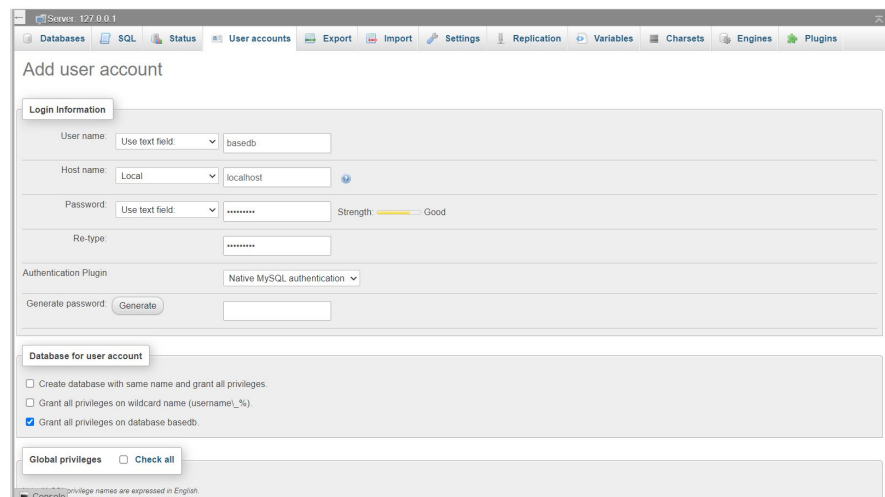 Server: 127.0.0.1
Databases SQL Status User accounts Export Import Settings Replication Variables Charsets Engines Plugins
Add user account
Login Information
User name: Use text field: basedb
Host name: Local localhost
Password: Use text field: ••••••••• Strength: Good
Re-type: •••••••••
Authentication Plugin Native MySQL authentication
Generate password: Generate
Database for user account
Create database with same name and grant all privileges.
Grant all privileges on wildcard name (username\_%).
Grant all privileges on database basedb.
Global privileges Check all
privilege names are expressed in English.
Console